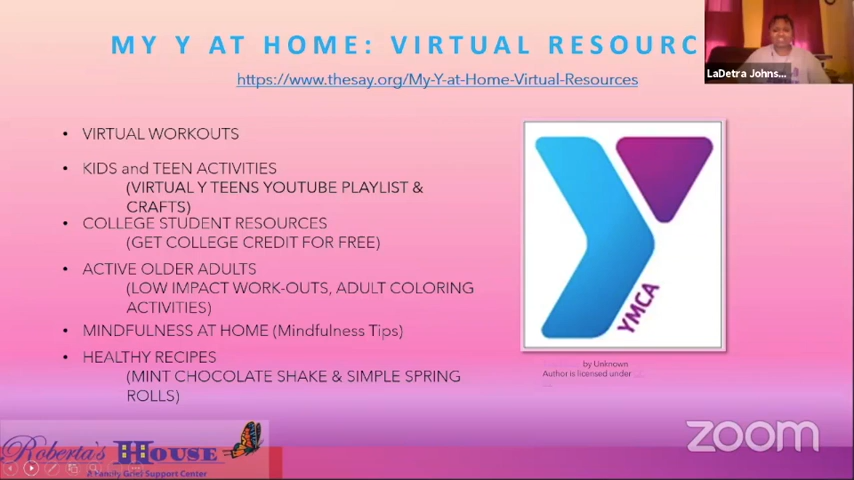 MY Y AT HOME: VIRTUAL RESOURC
LaDetra Johns...
https://www.thesay.org/My-Y-at-Home-Virtual-Resources
• VIRTUAL WORKOUTS
• KIDS and TEEN ACTIVITIES
(VIRTUAL Y TEENS YOUTUBE PLAYLIST &
CRAFTS)
• COLLEGE STUDENT RESOURCES
(GET COLLEGE CREDIT FOR FREE)
• ACTIVE OLDER ADULTS
(LOW IMPACT WORK-OUTS, ADULT COLORING
ACTIVITIES)
• MINDFULNESS AT HOME (Mindfulness Tips)
• HEALTHY RECIPES
(MINT CHOCOLATE SHAKE & SIMPLE SPRING
ROLLS)
YMCA
by Unknown
Author is licensed under
zoom
Roberta's HOUSE
A Family Grief Support Center